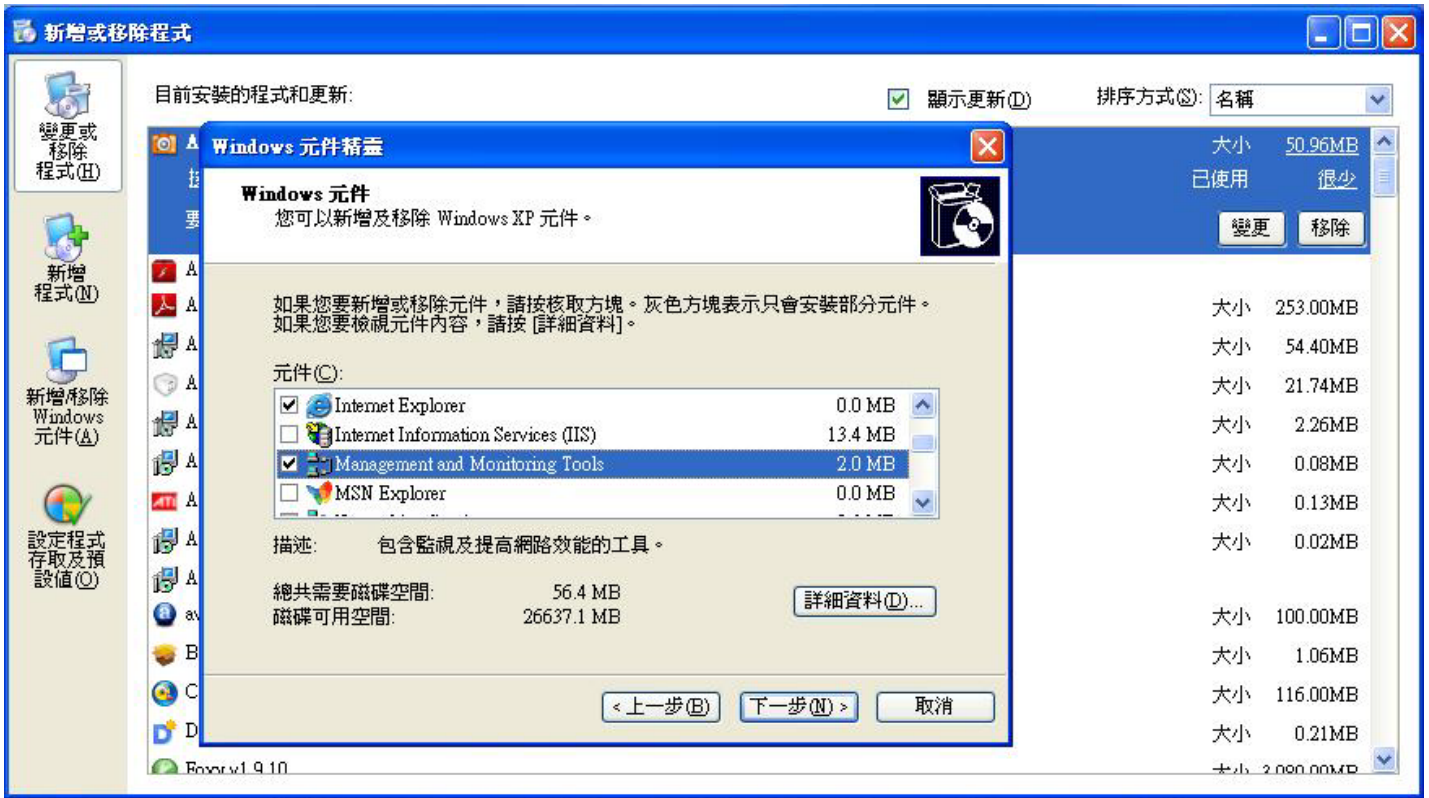 新增或移除程式
變更或
移除
程式(H)
新增
程式(N)
新增/移除
Windows
元件(A)
設定程式
存取及預
設值(O)
目前安裝的程式和更新:
顯示更新(D)
排序方式(S): 名稱
A
大小 50.96MB
已使用 很少
變更 移除
A
A 大小 253.00MB
A 大小 54.40MB
A 大小 21.74MB
A 大小 2.26MB
A 大小 0.08MB
A 大小 0.13MB
A 大小 0.02MB
A
av 大小 100.00MB
B 大小 1.06MB
C 大小 116.00MB
D 大小 0.21MB
Foxy v1.9.10 大小 3,090.00MB
Windows 元件精靈
Windows 元件
您可以新增及移除 Windows XP 元件。
如果您要新增或移除元件，請按核取方塊。灰色方塊表示只會安裝部分元件。
如果您要檢視元件內容，請按 [詳細資料]。
元件(C):
Internet Explorer 0.0 MB
Internet Information Services (IIS) 13.4 MB
Management and Monitoring Tools 2.0 MB
MSN Explorer 0.0 MB
描述: 包含監視及提高網路效能的工具。
總共需要磁碟空間: 56.4 MB
磁碟可用空間: 26637.1 MB
詳細資料(D)...
< 上一步(B) 下一步(N) > 取消